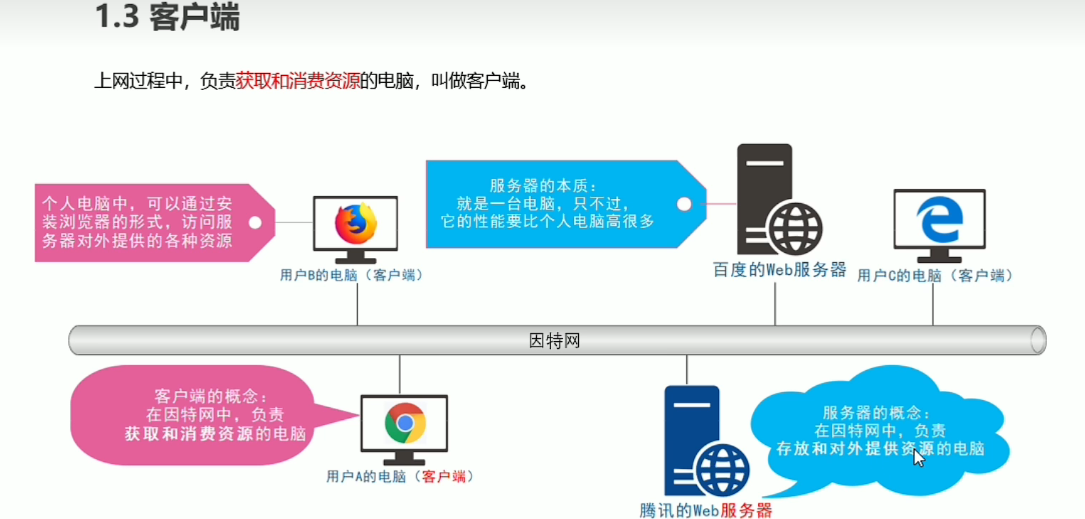 1.3 客户端
上网过程中，负责获取和消费资源的电脑，叫做客户端。
个人电脑中，可以通过安
装浏览器的形式，访问服
务器对外提供的各种资源
用户B的电脑（客户端）
服务器的本质：
就是一台电脑，只不过，
它的性能要比个人电脑高很多
百度的Web服务器
用户C的电脑（客户端）
因特网
客户端的概念：
在因特网中，负责
获取和消费资源的电脑
用户A的电脑（客户端）
服务器的概念：
在因特网中，负责
存放和对外提供资源的电脑
腾讯的Web服务器